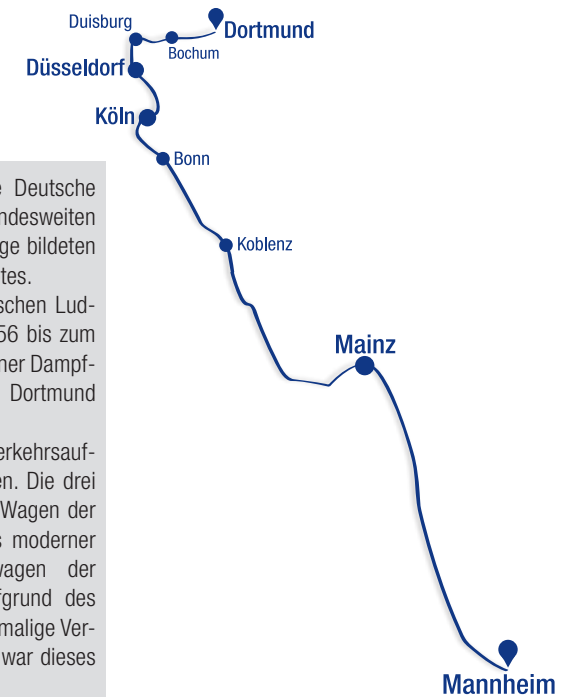 Duisburg
Dortmund
Bochum
Düsseldorf
Köln
Bonn
Koblenz
Mainz
Mannheim
Deutsche
ndesweiten
ge bildeten
tes.
schen Lud-
56 bis zum
ner Dampf-
Dortmund
erkehrsauf-
en. Die drei
Wagen der
s moderner
wagen der
fgrund des
malige Ver-
war dieses